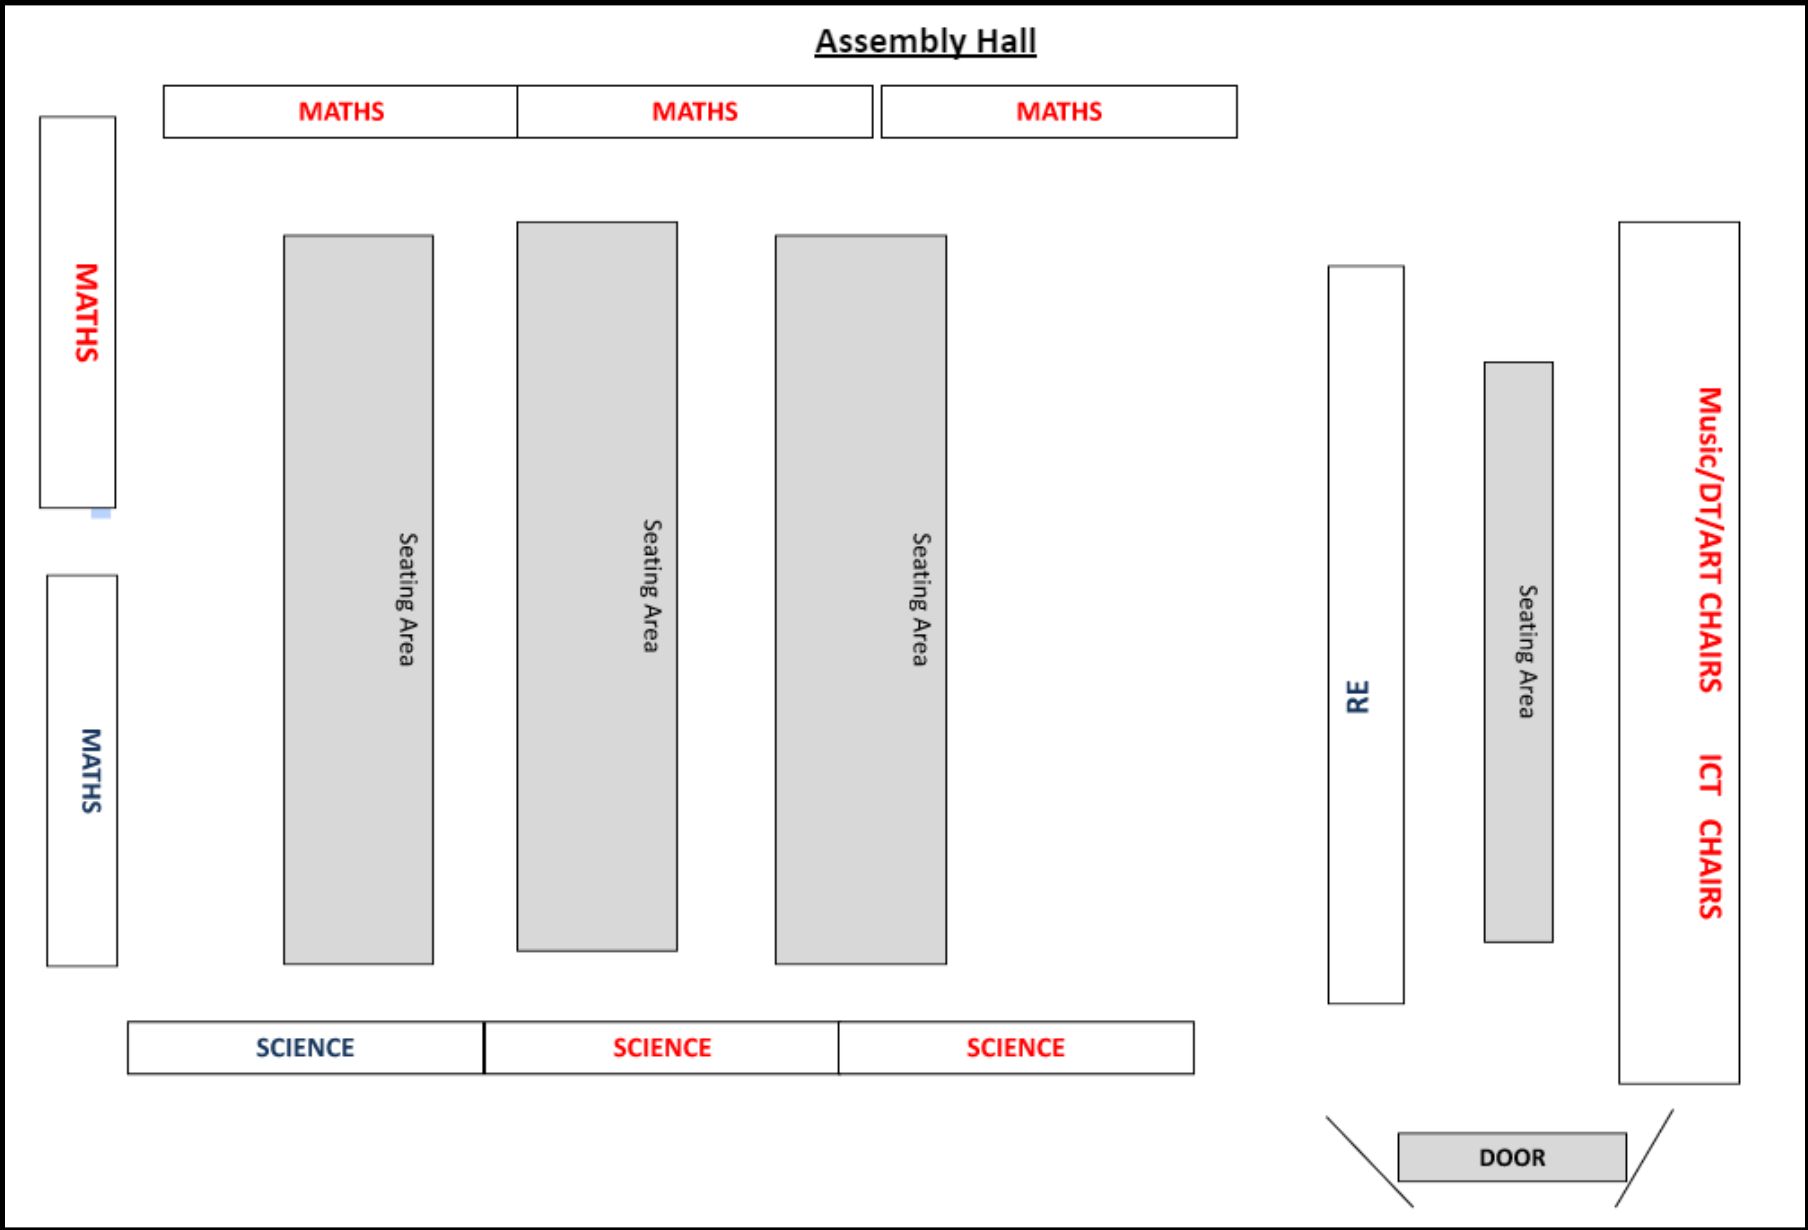 Assembly Hall
MATHS
MATHS
MATHS
MATHS
MATHS
Seating Area
Seating Area
Seating Area
RE
Seating Area
Music/DT/ART CHAIRS ICT CHAIRS
SCIENCE
SCIENCE
SCIENCE
DOOR